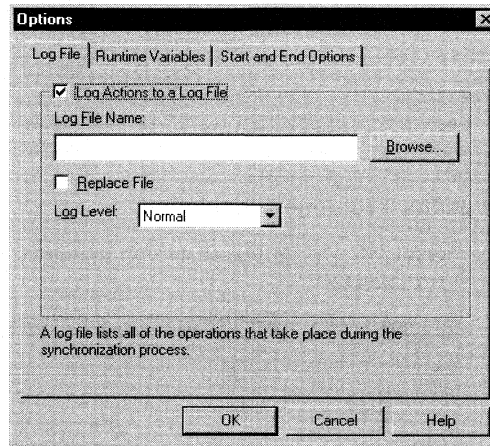 Options
Log File
Runtime Variables
Start and End Options
Log Actions to a Log File
Log File Name:
Browse...
Replace File
Log Level:
Normal
A log file lists all of the operations that take place during the
synchronization process.
OK
Cancel
Help